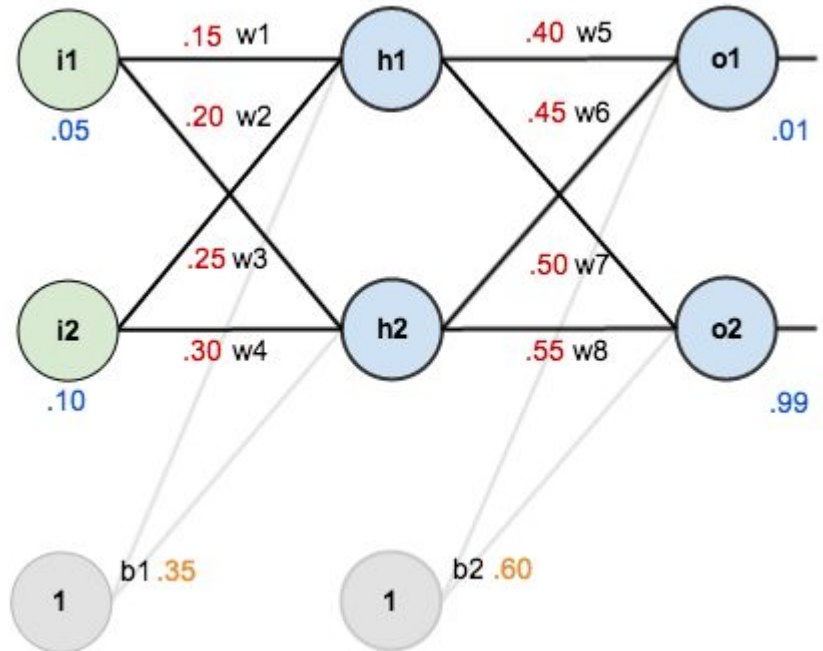 i1
.15 w1
h1
.40 w5
o1
.05
.20 w2
.45 w6
.01
.25 w3
.50 w7
i2
.30 w4
h2
.55 w8
o2
.10
.99
b1 .35
b2 .60
1
1